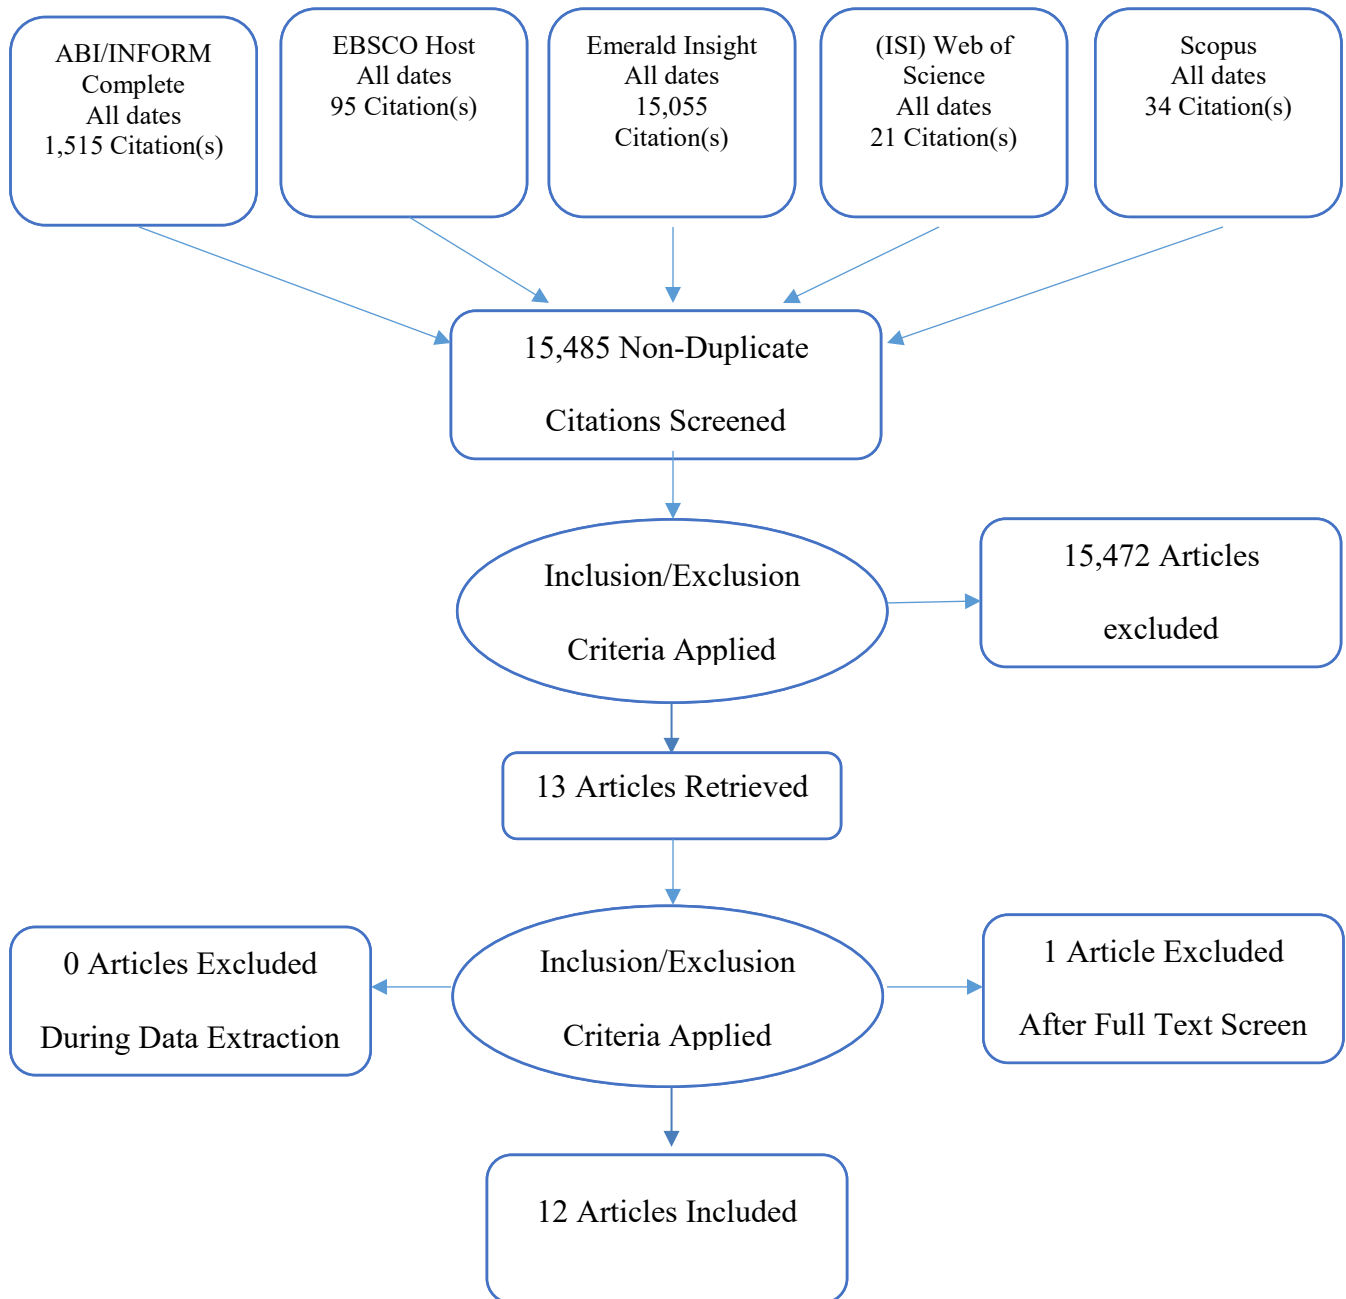 ABI/INFORM
Complete
All dates
1,515 Citation(s)
EBSCO Host
All dates
95 Citation(s)
Emerald Insight
All dates
15,055
Citation(s)
(ISI) Web of
Science
All dates
21 Citation(s)
Scopus
All dates
34 Citation(s)
15,485 Non-Duplicate
Citations Screened
Inclusion/Exclusion
Criteria Applied
15,472 Articles
excluded
13 Articles Retrieved
0 Articles Excluded
During Data Extraction
Inclusion/Exclusion
Criteria Applied
1 Article Excluded
After Full Text Screen
12 Articles Included